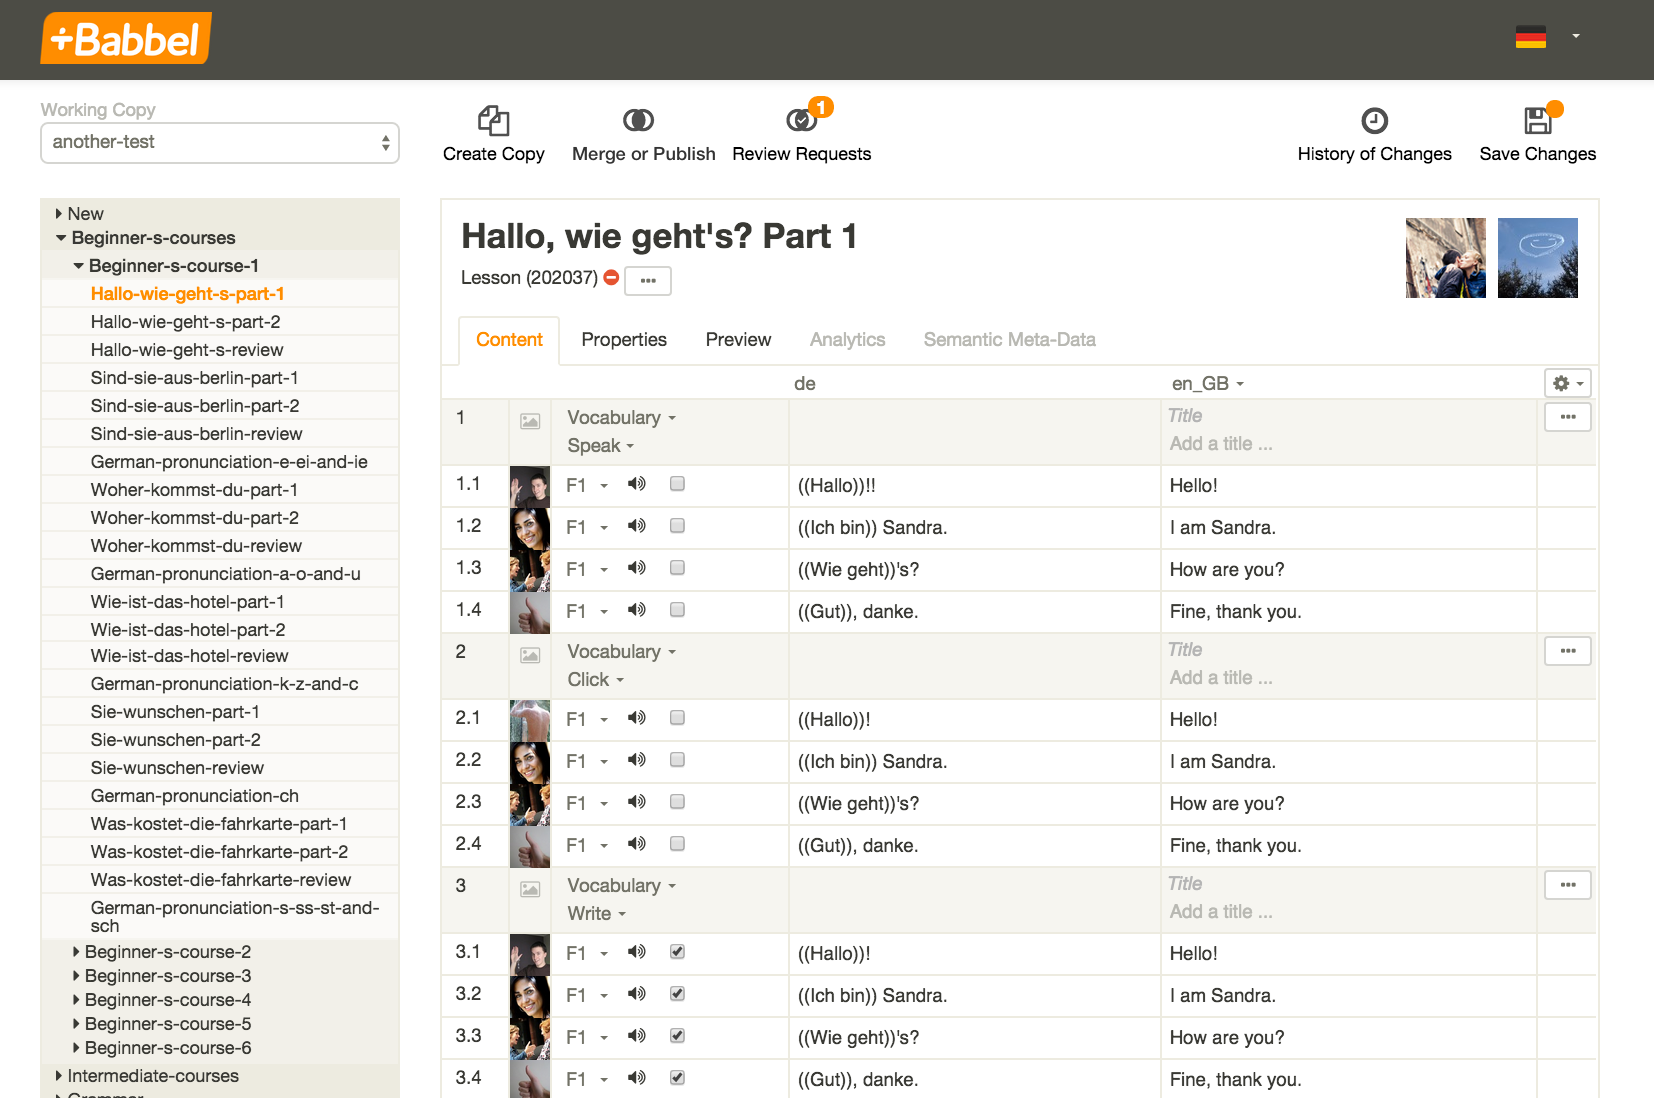 +Babbel
Working Copy
another-test
Create Copy
Merge or Publish
1
Review Requests
History of Changes
Save Changes
New
Beginner-s-courses
Beginner-s-course-1
Hallo-wie-geht-s-part-1
Hallo-wie-geht-s-part-2
Hallo-wie-geht-s-review
Sind-sie-aus-berlin-part-1
Sind-sie-aus-berlin-part-2
Sind-sie-aus-berlin-review
German-pronunciation-e-ei-and-ie
Woher-kommst-du-part-1
Woher-kommst-du-part-2
Woher-kommst-du-review
German-pronunciation-a-o-and-u
Wie-ist-das-hotel-part-1
Wie-ist-das-hotel-part-2
Wie-ist-das-hotel-review
German-pronunciation-k-z-and-c
Sie-wunschen-part-1
Sie-wunschen-part-2
Sie-wunschen-review
German-pronunciation-ch
Was-kostet-die-fahrkarte-part-1
Was-kostet-die-fahrkarte-part-2
Was-kostet-die-fahrkarte-review
German-pronunciation-s-ss-st-and-
sch
Beginner-s-course-2
Beginner-s-course-3
Beginner-s-course-4
Beginner-s-course-5
Beginner-s-course-6
Intermediate-courses
Hallo, wie geht's? Part 1
Lesson (202037) ...
Content Properties Preview Analytics Semantic Meta-Data
de en_GB
1 Vocabulary Title ...
Speak Add a title ...
1.1 F1 ((Hallo))!! Hello!
1.2 F1 ((Ich bin)) Sandra. I am Sandra.
1.3 F1 ((Wie geht))'s? How are you?
1.4 F1 ((Gut)), danke. Fine, thank you.
2 Vocabulary Title ...
Click Add a title ...
2.1 F1 ((Hallo))! Hello!
2.2 F1 ((Ich bin)) Sandra. I am Sandra.
2.3 F1 ((Wie geht))'s? How are you?
2.4 F1 ((Gut)), danke. Fine, thank you.
3 Vocabulary Title ...
Write Add a title ...
3.1 F1 ((Hallo))! Hello!
3.2 F1 ((Ich bin)) Sandra. I am Sandra.
3.3 F1 ((Wie geht))'s? How are you?
3.4 F1 ((Gut)), danke. Fine, thank you.